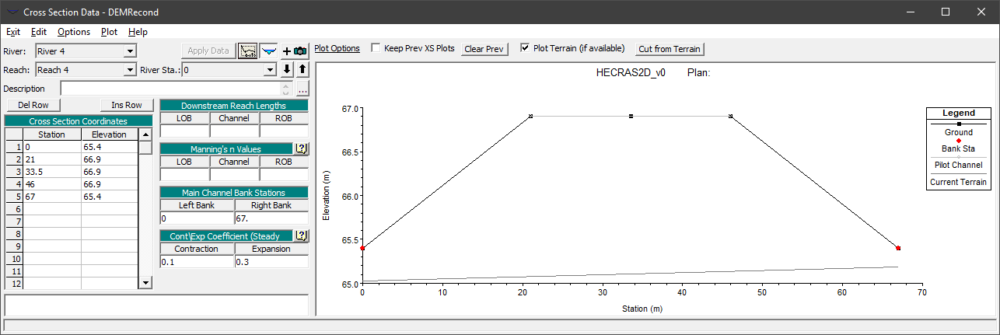 Cross Section Data - DEMRecond
Exit Edit Options Plot Help
River: River 4 Apply Data
Reach: Reach 4 River Sta.: 0
Description ...
Del Row Ins Row
Cross Section Coordinates
Station Elevation
1 0 65.4
2 21 66.9
3 33.5 66.9
4 46 66.9
5 67 65.4
6
7
8
9
10
11
12
Downstream Reach Lengths
LOB Channel ROB
Manning's n Values
LOB Channel ROB
Main Channel Bank Stations
Left Bank Right Bank
0 67.
Cont\Exp Coefficient (Steady
Contraction Expansion
0.1 0.3
Plot Options Keep Prev XS Plots Clear Prev Plot Terrain (if available) Cut from Terrain
HECRAS2D_v0 Plan:
67.0
66.5
66.0
65.5
65.0
Elevation (m)
0 10 20 30 40 50 60 70
Station (m)
Legend
Ground
Bank Sta
Pilot Channel
Current Terrain